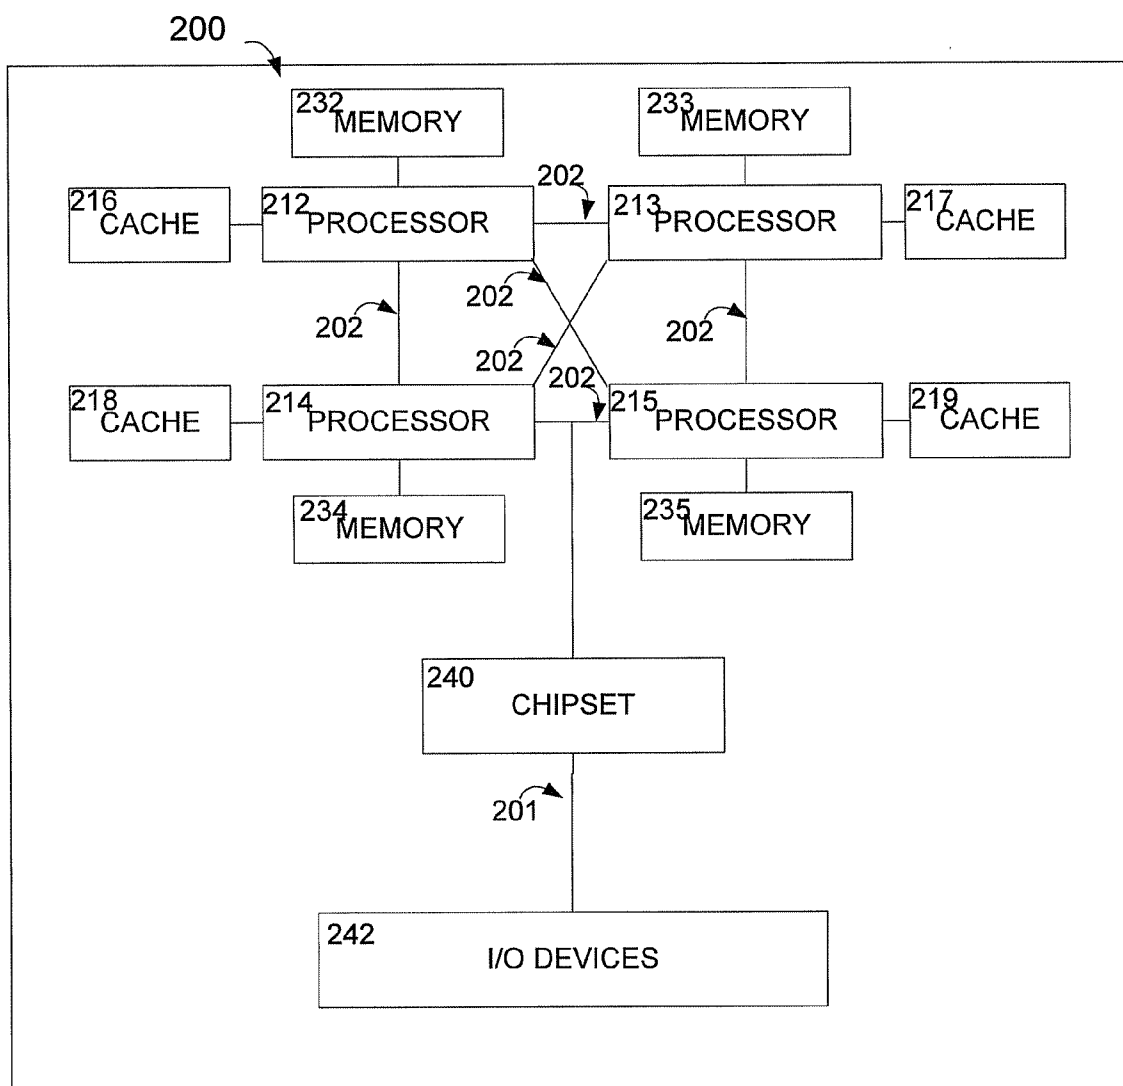 200
232 MEMORY
233 MEMORY
202
216 CACHE
212 PROCESSOR
213 PROCESSOR
217 CACHE
202
202
202
202
202
218 CACHE
214 PROCESSOR
215 PROCESSOR
219 CACHE
234 MEMORY
235 MEMORY
240
CHIPSET
201
242
I/O DEVICES